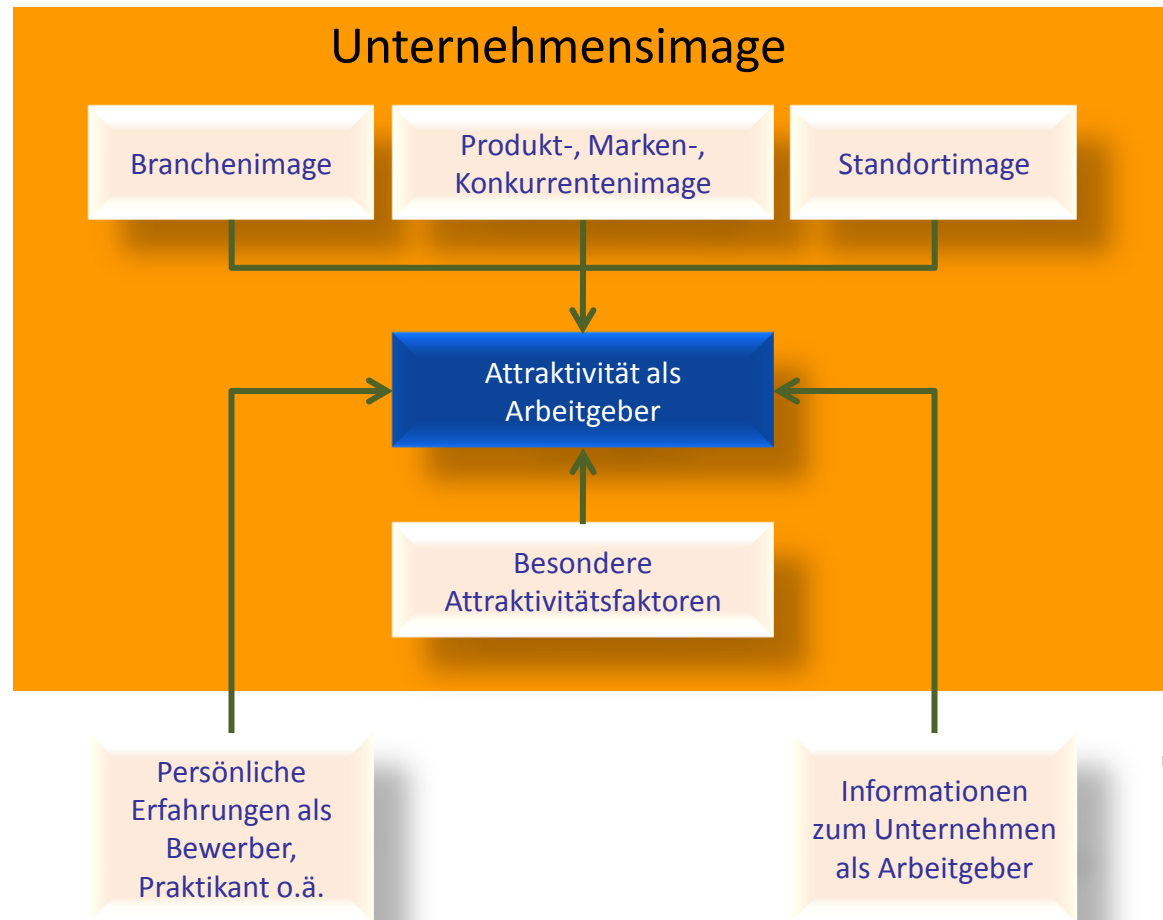 Unternehmensimage
Branchenimage
Produkt-, Marken-,
Konkurrentenimage
Standortimage
Attraktivität als
Arbeitgeber
Besondere
Attraktivitätsfaktoren
Persönliche
Erfahrungen als
Bewerber,
Praktikant o.ä.
Informationen
zum Unternehmen
als Arbeitgeber